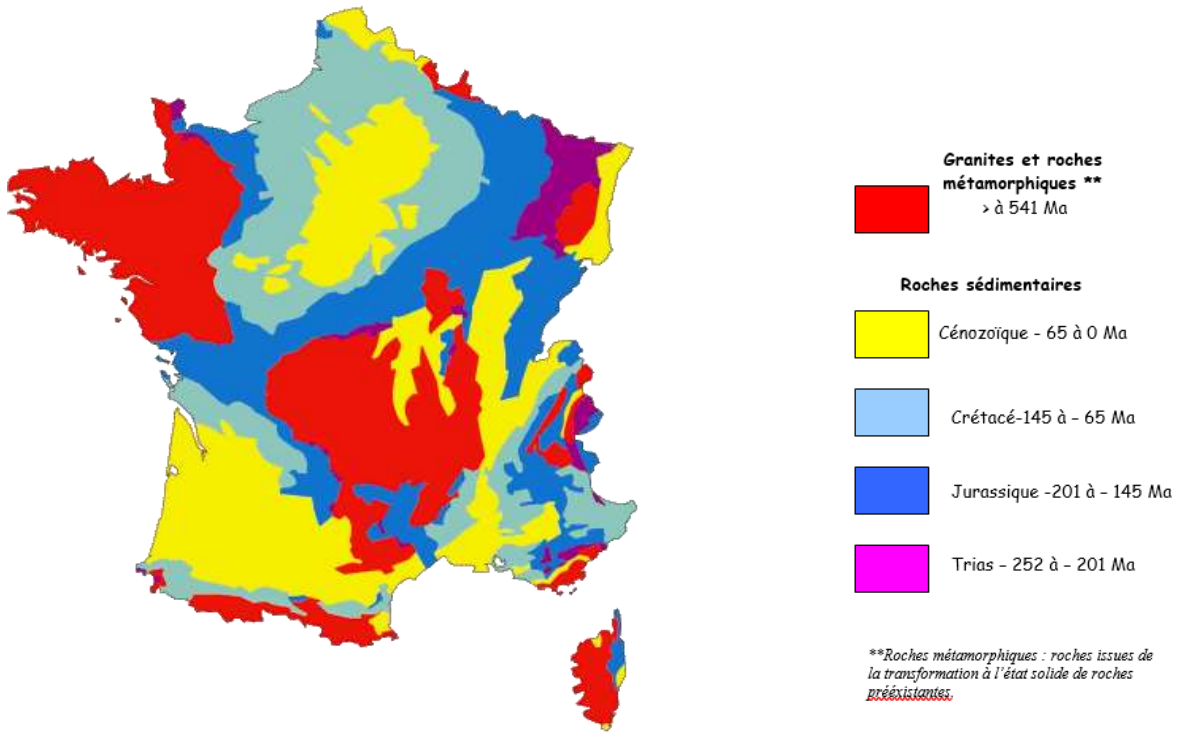 Granites et roches
métamorphiques **
> à 541 Ma
Roches sédimentaires
Cénozoïque - 65 à 0 Ma
Crétacé-145 à - 65 Ma
Jurassique -201 à - 145 Ma
Trias - 252 à - 201 Ma
**Roches métamorphiques : roches issues de
la transformation à l'état solide de roches
prééxistantes.